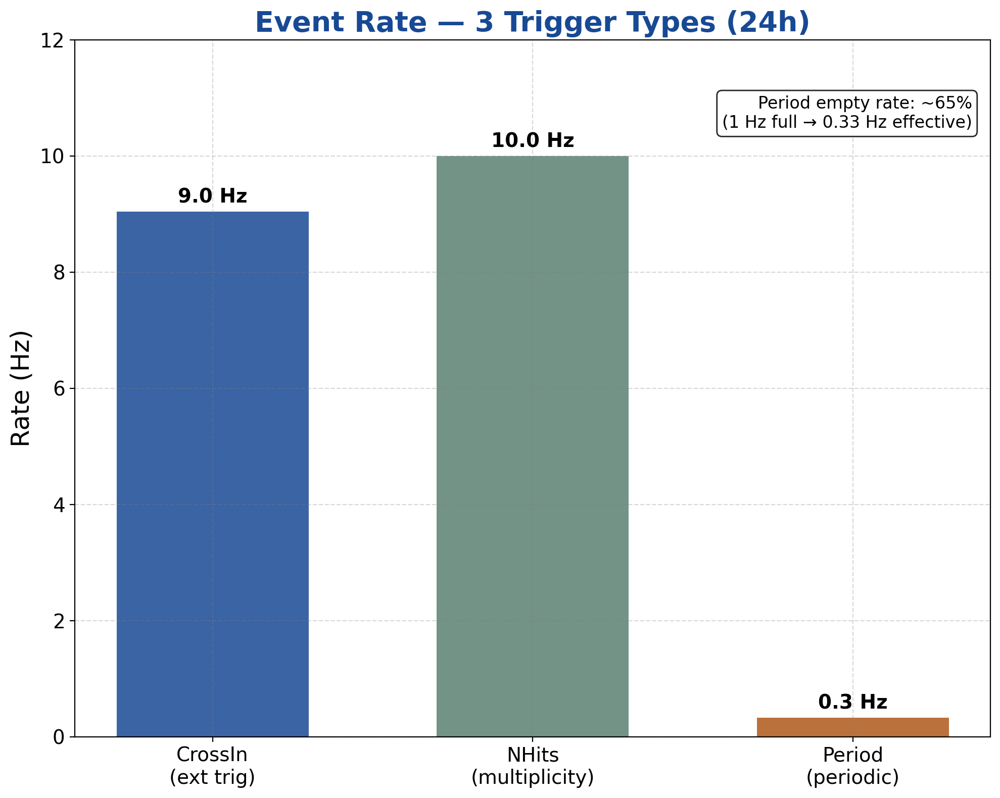 Event Rate — 3 Trigger Types (24h)
12
10
8
6
4
2
0
Rate (Hz)
Period empty rate: ~65%
(1 Hz full → 0.33 Hz effective)
9.0 Hz
10.0 Hz
0.3 Hz
CrossIn
(ext trig)
NHits
(multiplicity)
Period
(periodic)